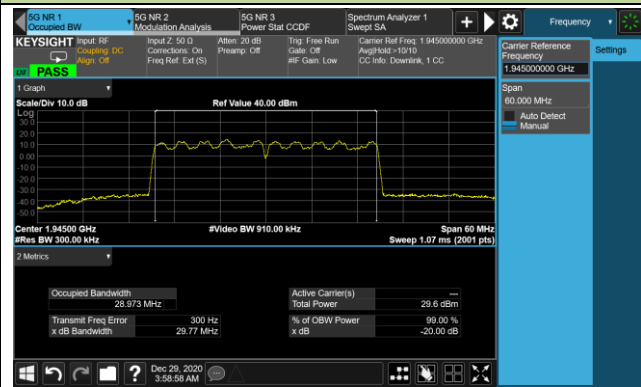 5G NR 1
Occupied BW
5G NR 2
Modulation Analysis
5G NR 3
Power Stat CCDF
Spectrum Analyzer 1
Swept SA
Frequency
KEYSIGHT
Input: RF
Coupling: DC
Align: Off
Input Z: 50 Ω
Corrections: On
Freq Ref: Ext (S)
Atten: 20 dB
Preamp: Off
Trig: Free Run
Gate: Off
#IF Gain: Low
Carrier Ref Freq: 1.945000000 GHz
Avg|Hold:>10/10
CC Info: Downlink, 1 CC
PASS
Carrier Reference
Frequency
1.945000000 GHz
Span
60.000 MHz
Auto Detect
Manual
Settings
1 Graph
Scale/Div 10.0 dB
Ref Value 40.00 dBm
Log
30.0
20.0
10.0
0.00
-10.0
-20.0
-30.0
-40.0
-50.0
Center 1.94500 GHz
#Video BW 910.00 kHz
Span 60 MHz
#Res BW 300.00 kHz
Sweep 1.07 ms (2001 pts)
2 Metrics
Occupied Bandwidth
28.973 MHz
Transmit Freq Error 300 Hz
x dB Bandwidth 29.77 MHz
Active Carrier(s) ---
Total Power 29.6 dBm
% of OBW Power 99.00 %
x dB -20.00 dB
?
Dec 29, 2020
3:58:58 AM